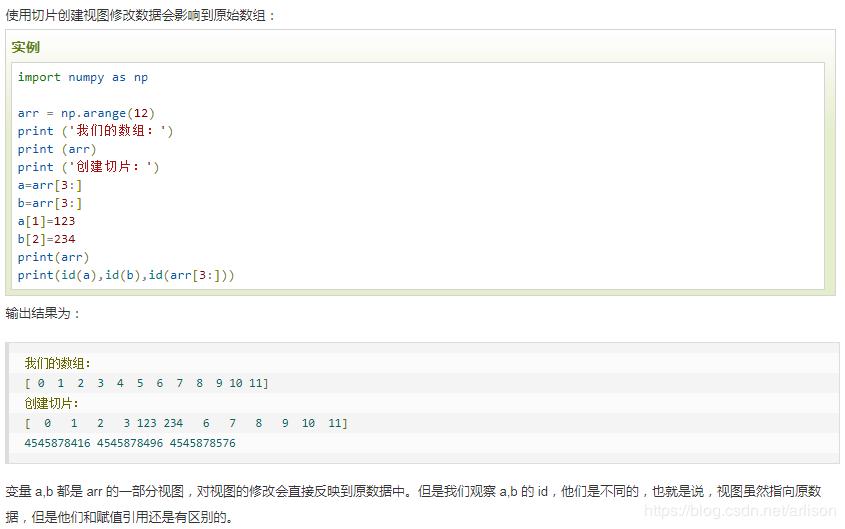 使用切片创建视图修改数据会影响到原始数组：
实例
import numpy as np
arr = np.arange(12)
print ('我们的数组：')
print (arr)
print ('创建切片：')
a=arr[3:]
b=arr[3:]
a[1]=123
b[2]=234
print(arr)
print(id(a),id(b),id(arr[3:]))
输出结果为：
我们的数组：
[ 0  1  2  3  4  5  6  7  8  9 10 11]
创建切片：
[  0   1   2   3 123 234   6   7   8   9  10  11]
4545878416 4545878496 4545878576
变量 a,b 都是 arr 的一部分视图，对视图的修改会直接反映到原数据中。但是我们观察 a,b 的 id，他们是不同的，也就是说，视图虽然指向原数
据，但是他们和赋值引用还是有区别的。
https://blog.csdn.net/arlison